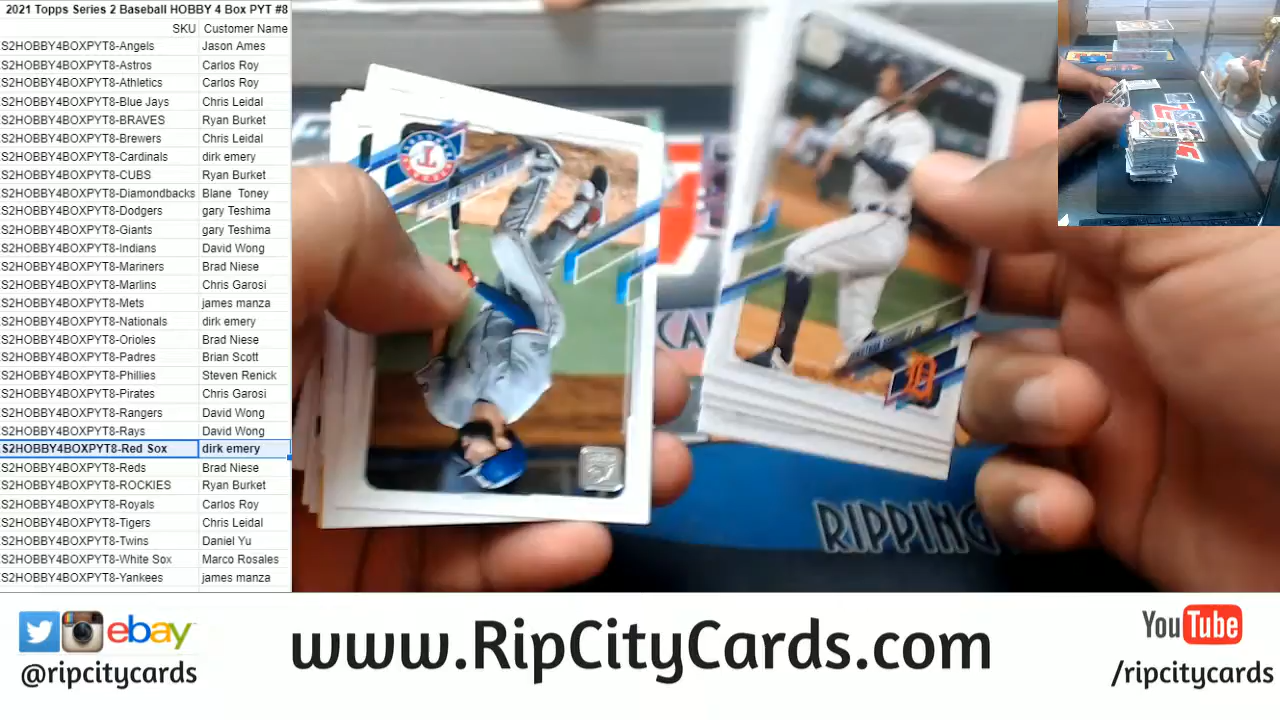 2021 Topps Series 2 Baseball HOBBY 4 Box PYT #8
SKU Customer Name
S2HOBBY4BOXPYT8-Angels Jason Ames
S2HOBBY4BOXPYT8-Astros Carlos Roy
S2HOBBY4BOXPYT8-Athletics Carlos Roy
S2HOBBY4BOXPYT8-Blue Jays Chris Leidal
S2HOBBY4BOXPYT8-BRAVES Ryan Burket
S2HOBBY4BOXPYT8-Brewers Chris Leidal
S2HOBBY4BOXPYT8-Cardinals dirk emery
S2HOBBY4BOXPYT8-CUBS Ryan Burket
S2HOBBY4BOXPYT8-Diamondbacks Blane Toney
S2HOBBY4BOXPYT8-Dodgers gary Teshima
S2HOBBY4BOXPYT8-Giants gary Teshima
S2HOBBY4BOXPYT8-Indians David Wong
S2HOBBY4BOXPYT8-Mariners Brad Niese
S2HOBBY4BOXPYT8-Marlins Chris Garosi
S2HOBBY4BOXPYT8-Mets james manza
S2HOBBY4BOXPYT8-Nationals dirk emery
S2HOBBY4BOXPYT8-Orioles Brad Niese
S2HOBBY4BOXPYT8-Padres Brian Scott
S2HOBBY4BOXPYT8-Phillies Steven Renick
S2HOBBY4BOXPYT8-Pirates Chris Garosi
S2HOBBY4BOXPYT8-Rangers David Wong
S2HOBBY4BOXPYT8-Rays David Wong
S2HOBBY4BOXPYT8-Red Sox dirk emery
S2HOBBY4BOXPYT8-Reds Brad Niese
S2HOBBY4BOXPYT8-ROCKIES Ryan Burket
S2HOBBY4BOXPYT8-Royals Carlos Roy
S2HOBBY4BOXPYT8-Tigers Chris Leidal
S2HOBBY4BOXPYT8-Twins Daniel Yu
S2HOBBY4BOXPYT8-White Sox Marco Rosales
S2HOBBY4BOXPYT8-Yankees james manza
RIPPING
ebay
@ripcitycards
www.RipCityCards.com
YouTube
/ripcitycards